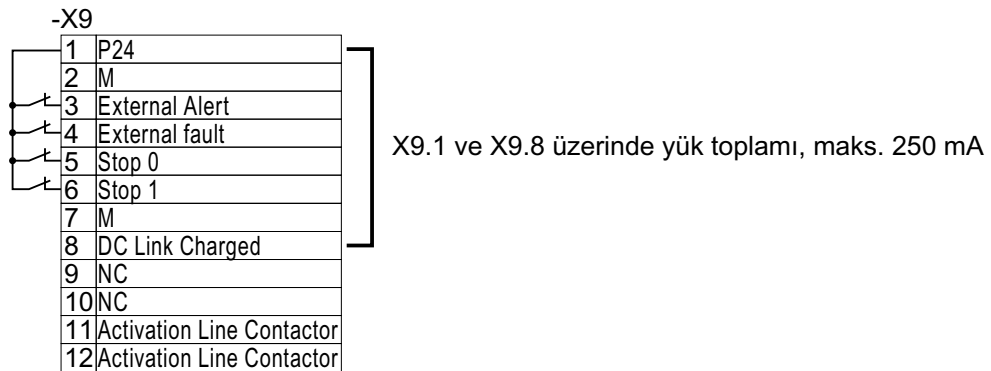 -X9
1 P24
2 M
3 External Alert
4 External fault
5 Stop 0
6 Stop 1
7 M
8 DC Link Charged
9 NC
10 NC
11 Activation Line Contactor
12 Activation Line Contactor
X9.1 ve X9.8 üzerinde yük toplamı, maks. 250 mA